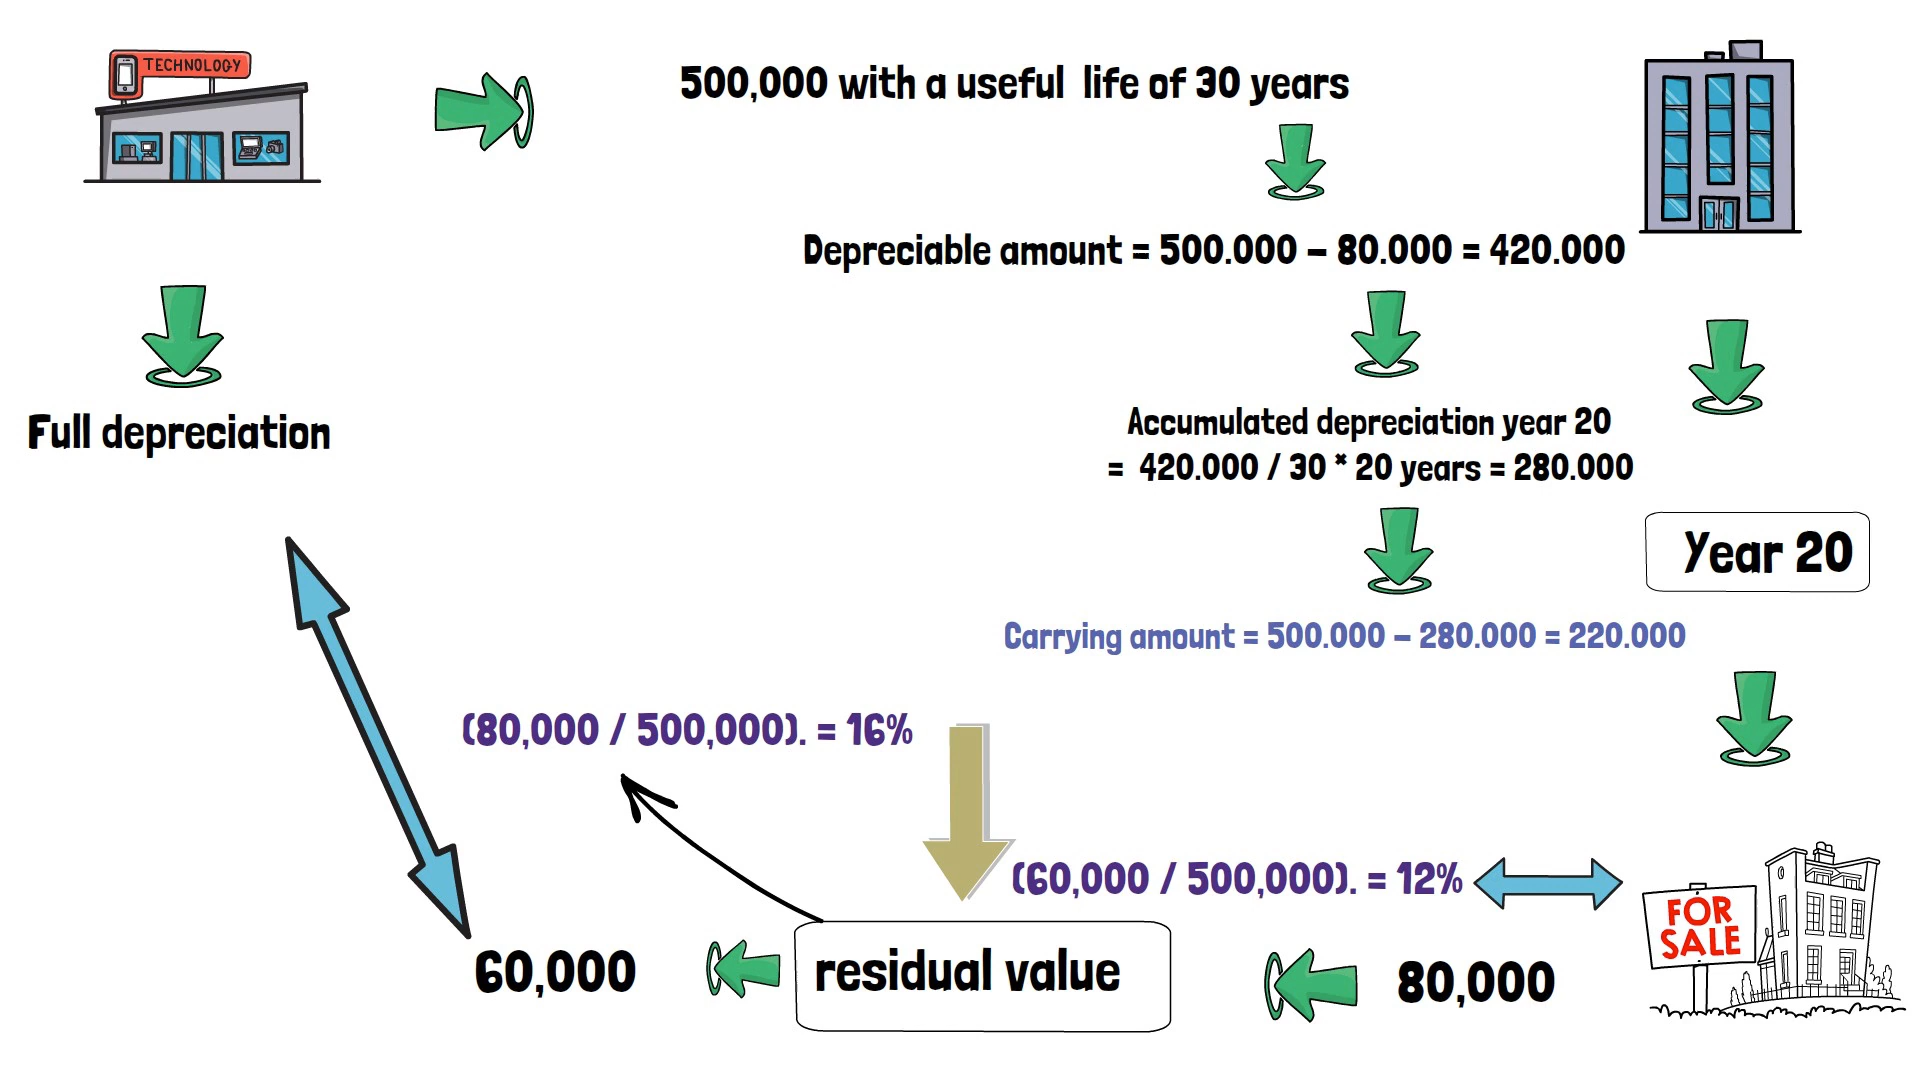 TECHNOLOGY
500,000 with a useful life of 30 years
Depreciable amount = 500.000 – 80.000 = 420.000
Full depreciation
Accumulated depreciation year 20
= 420.000 / 30 * 20 years = 280.000
Year 20
Carrying amount = 500.000 – 280.000 = 220.000
(80,000 / 500,000). = 16%
(60,000 / 500,000). = 12%
FOR
SALE
60,000
residual value
80,000